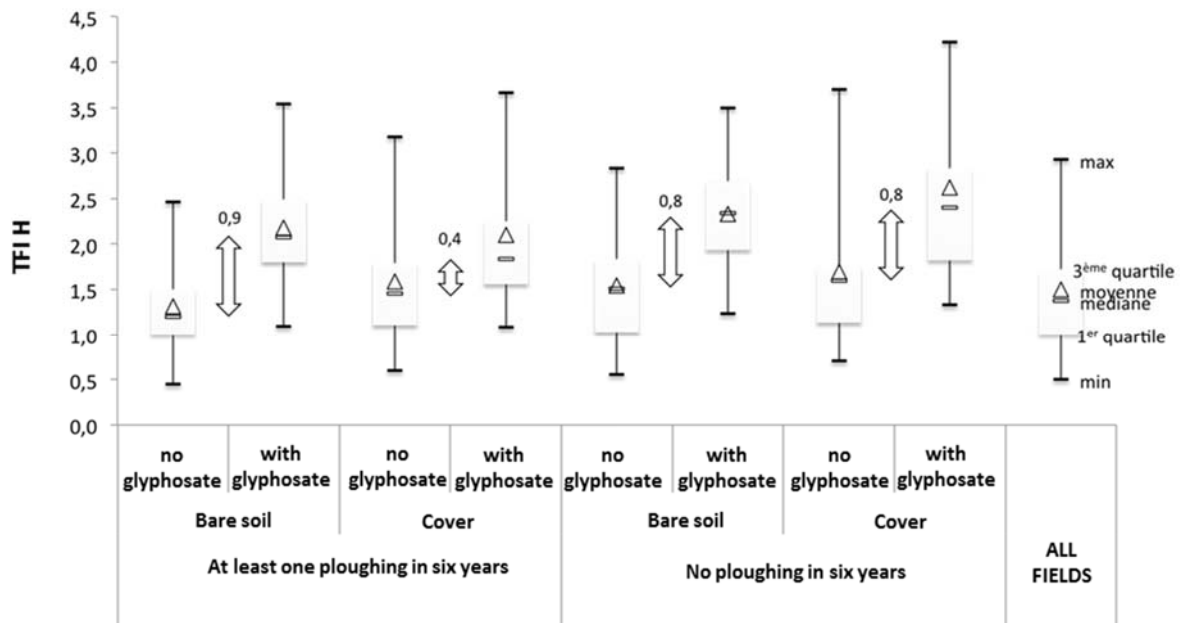 TFI H
4,5
4,0
3,5
3,0
2,5
2,0
1,5
1,0
0,5
0,0
0,9
0,4
0,8
0,8
max
3ème quartile
moyenne
médiane
1er quartile
min
no glyphosate
with glyphosate
no glyphosate
with glyphosate
no glyphosate
with glyphosate
no glyphosate
with glyphosate
Bare soil
Cover
Bare soil
Cover
At least one ploughing in six years
No ploughing in six years
ALL
FIELDS